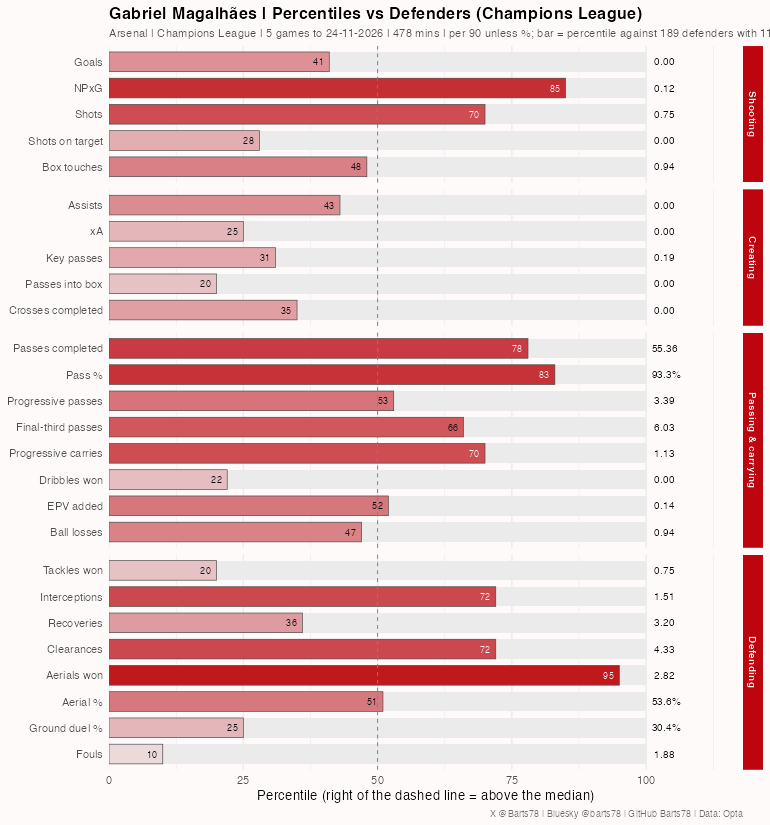 Gabriel Magalhães | Percentiles vs Defenders (Champions League)
Arsenal | Champions League | 5 games to 24-11-2026 | 478 mins | per 90 unless %; bar = percentile against 189 defenders with 11
Goals 41 0.00
NPxG 85 0.12
Shots 70 0.75
Shots on target 28 0.00
Box touches 48 0.94
Shooting
Assists 43 0.00
xA 25 0.00
Key passes 31 0.19
Passes into box 20 0.00
Crosses completed 35 0.00
Creating
Passes completed 78 55.36
Pass % 83 93.3%
Progressive passes 53 3.39
Final-third passes 66 6.03
Progressive carries 70 1.13
Dribbles won 22 0.00
EPV added 52 0.14
Ball losses 47 0.94
Passing & carrying
Tackles won 20 0.75
Interceptions 72 1.51
Recoveries 36 3.20
Clearances 72 4.33
Aerials won 95 2.82
Aerial % 51 53.6%
Ground duel % 25 30.4%
Fouls 10 1.88
Defending
0 25 50 75 100
Percentile (right of the dashed line = above the median)
X @Barts78 | Bluesky @barts78 | GitHub Barts78 | Data: Opta